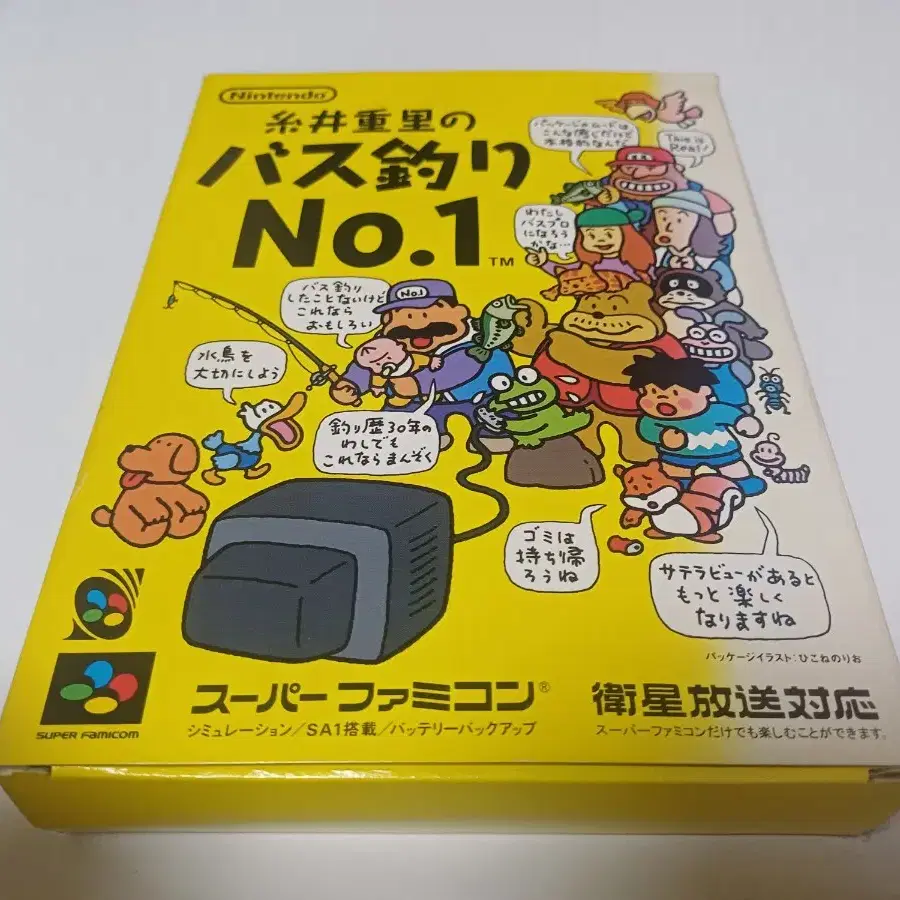 Nintendo
糸井重里の
バス釣り
No.1™
パッケージのムードは
こんな感じだけど
本格的なんだ
This is
Real!
わたし
バスプロ
になろう
かな…
バス釣り
したことないけど
これなら
おもしろい
No.1
水鳥を
大切にしよう
釣り歴30年の
わしでも
これならまんぞく
ゴミは
持ち帰
ろうね
サテラビューがあると
もっと楽しく
なりますね
パッケージイラスト:ひこねのりお
SUPER FAMICOM
スーパーファミコン®
シミュレーション/SA1搭載/バッテリーバックアップ
衛星放送対応
スーパーファミコンだけでも楽しむことができます。